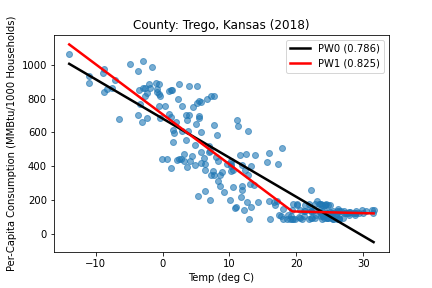 County: Trego, Kansas (2018)
Per-Capita Consumption (MMBtu/1000 Households)
1000
800
600
400
200
0
PW0 (0.786)
PW1 (0.825)
−10
0
10
20
30
Temp (deg C)